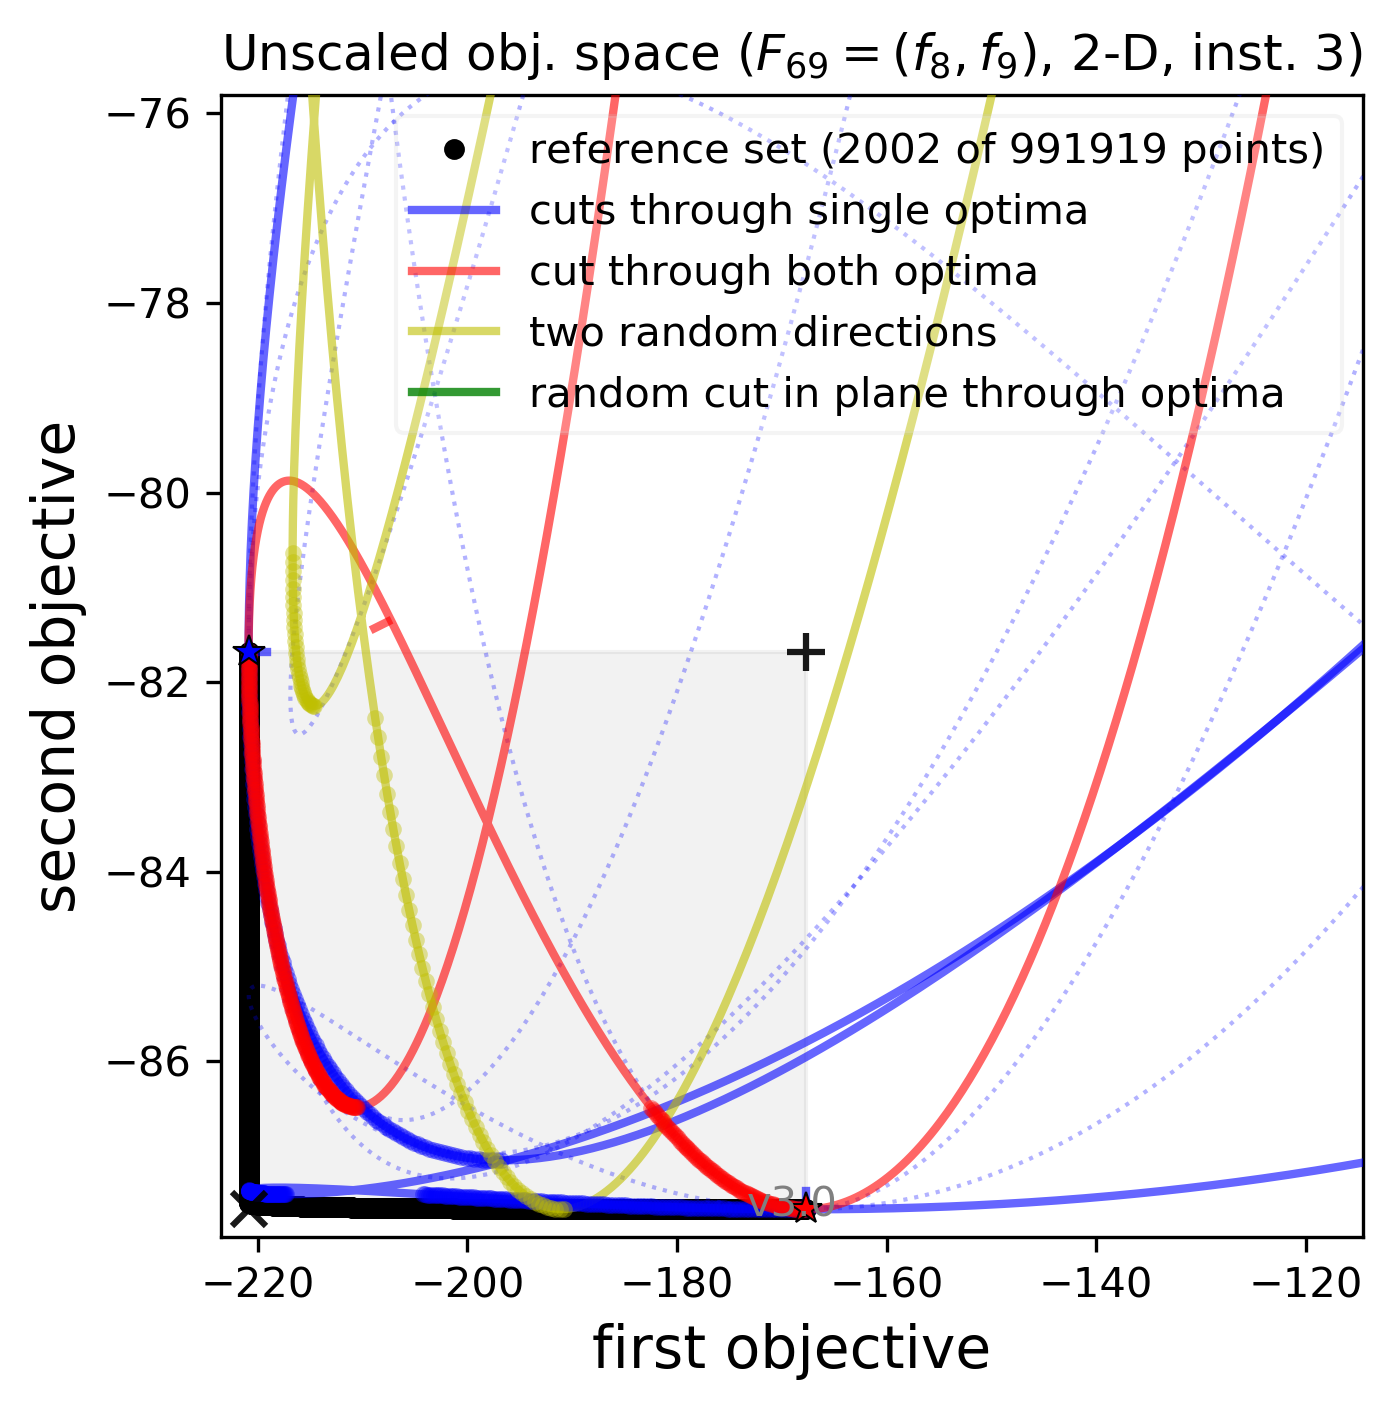 Unscaled obj. space (F₆₉ = (f₈, f₉), 2-D, inst. 3)
reference set (2002 of 991919 points)
cuts through single optima
cut through both optima
two random directions
random cut in plane through optima
second objective
−76
−78
−80
−82
−84
−86
v3.0
−220
−200
−180
−160
−140
−120
first objective